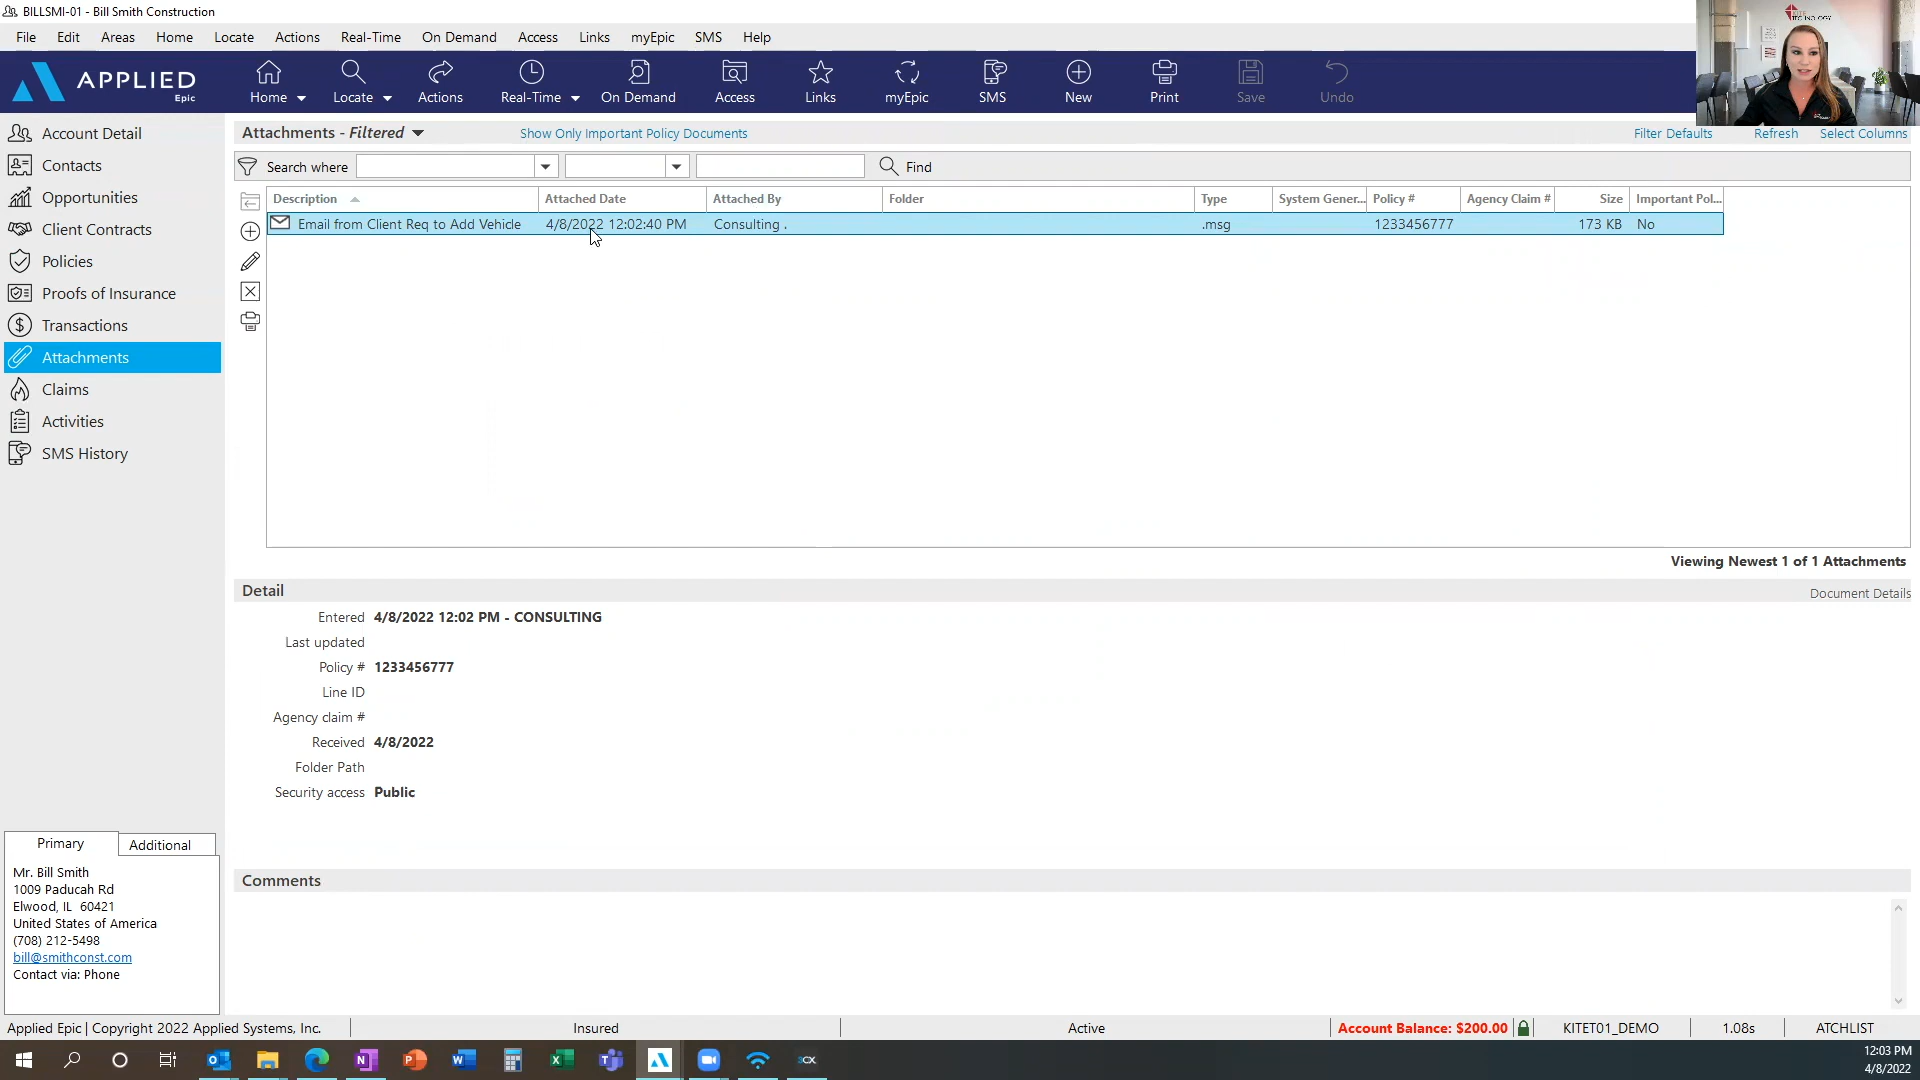 BILLSMI-01 - Bill Smith Construction
File Edit Areas Home Locate Actions Real-Time On Demand Access Links myEpic SMS Help
APPLIED
Epic
Home Locate Actions Real-Time On Demand Access Links myEpic SMS New Print Save Undo
Account Detail
Contacts
Opportunities
Client Contracts
Policies
Proofs of Insurance
Transactions
Attachments
Claims
Activities
SMS History
Attachments - Filtered Show Only Important Policy Documents Filter Defaults Refresh Select Columns
Search where Find
Description Attached Date Attached By Folder Type System Gener... Policy # Agency Claim # Size Important Pol...
Email from Client Req to Add Vehicle 4/8/2022 12:02:40 PM Consulting . .msg 1233456777 173 KB No
Viewing Newest 1 of 1 Attachments
Detail Document Details
Entered 4/8/2022 12:02 PM - CONSULTING
Last updated
Policy # 1233456777
Line ID
Agency claim #
Received 4/8/2022
Folder Path
Security access Public
Comments
Primary Additional
Mr. Bill Smith
1009 Paducah Rd
Elwood, IL 60421
United States of America
(708) 212-5498
bill@smithconst.com
Contact via: Phone
Applied Epic | Copyright 2022 Applied Systems, Inc. Insured Active Account Balance: $200.00 KITET01_DEMO 1.08s ATCHLIST
3CX
12:03 PM
4/8/2022